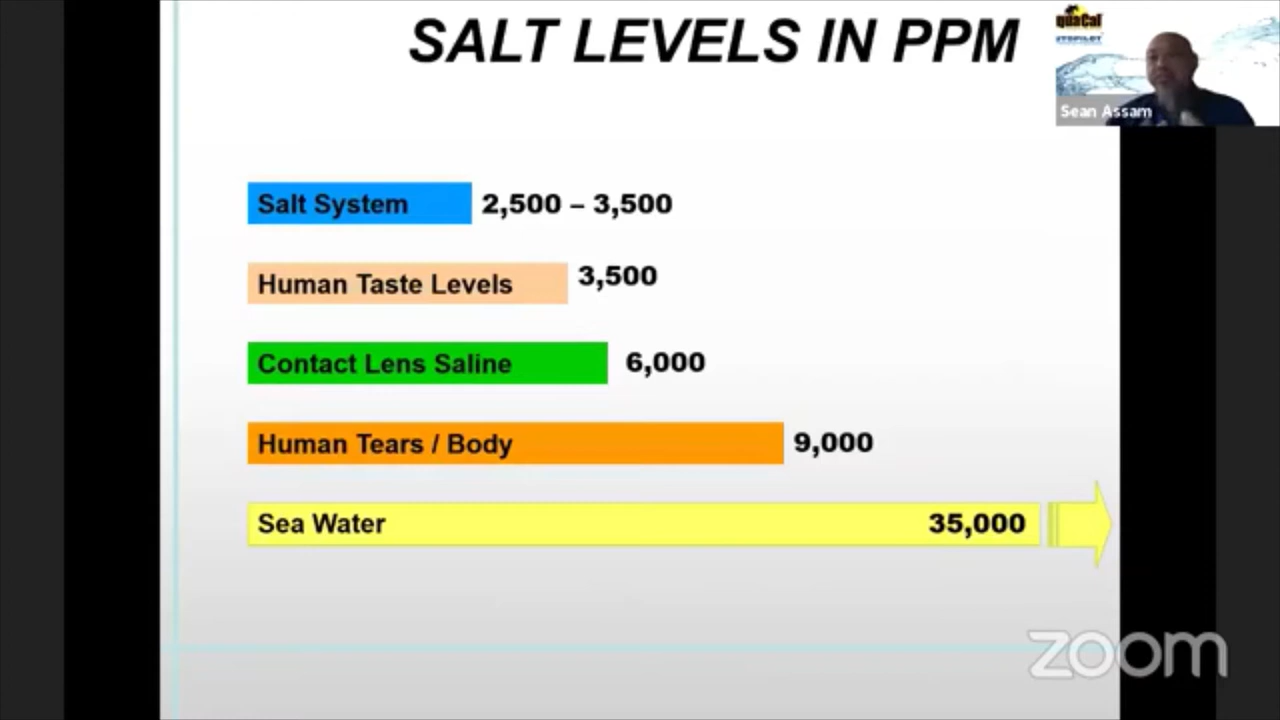 SALT LEVELS IN PPM
Sean Assam
Salt System 2,500 – 3,500
Human Taste Levels 3,500
Contact Lens Saline 6,000
Human Tears / Body 9,000
Sea Water 35,000
zoom